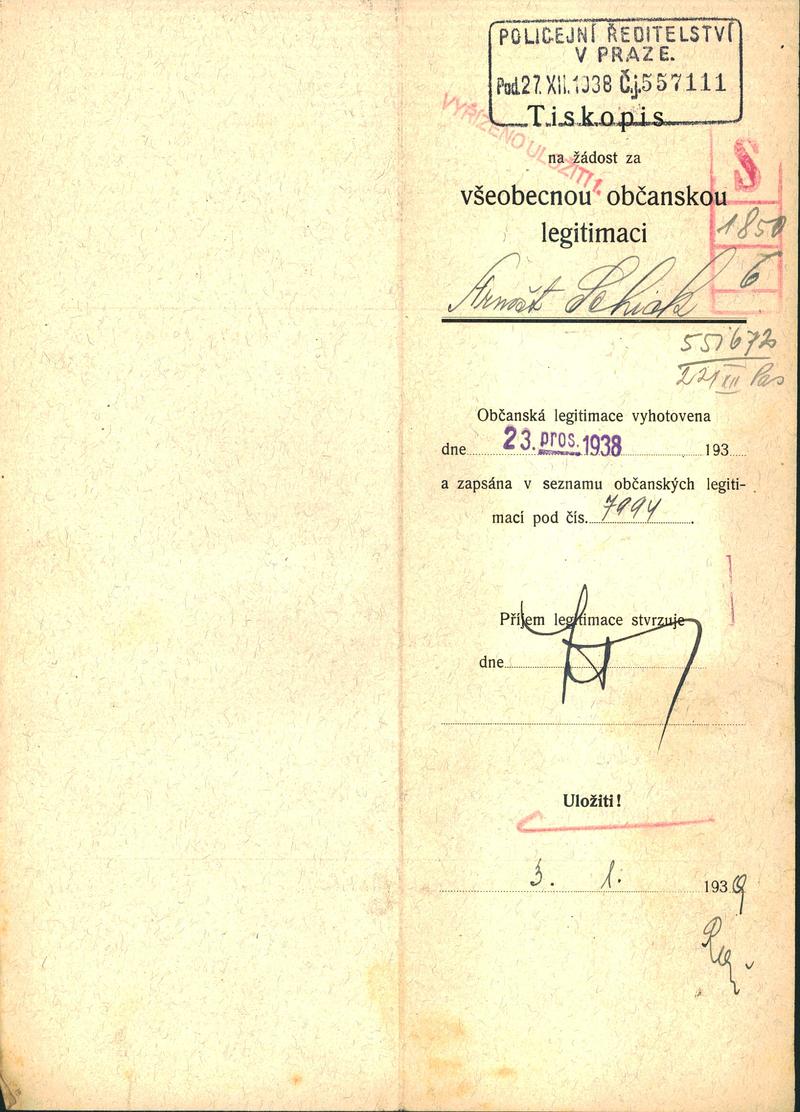 POLICEJNÍ ŘEDITELSTVÍ
V PRAZE.
Pod. 27. XII. 1938 Č.j. 557111
Tiskopis
VYŘÍZENO ULOŽITI 1.
na žádost za
všeobecnou občanskou
legitimaci
S
1850
6
Arnošt Schick
551672
Občanská legitimace vyhotovena
dne 23. pros. 1938 193
a zapsána v seznamu občanských legiti-
mací pod čís. 7994.
Příjem legitimace stvrzuje
dne
Uložiti!
3. 1. 1939